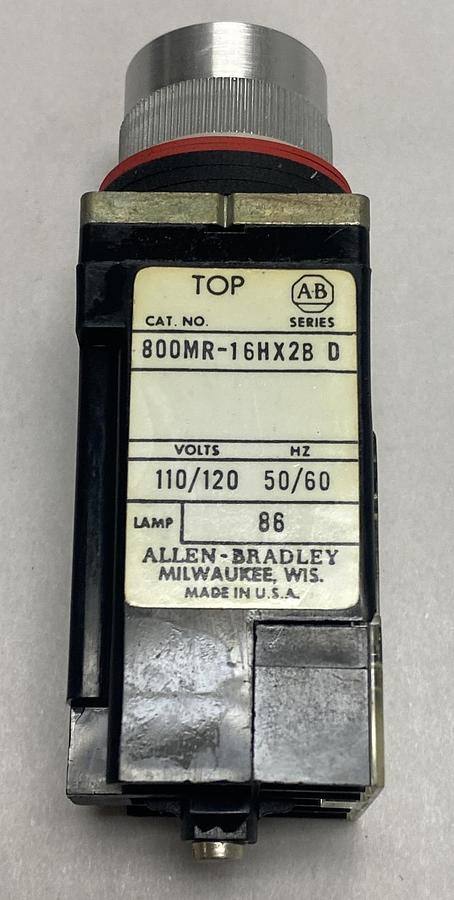 TOP A-B
CAT. NO. SERIES
800MR-16HX2B D
VOLTS HZ
110/120 50/60
LAMP 86
ALLEN-BRADLEY
MILWAUKEE, WIS.
MADE IN U.S.A.